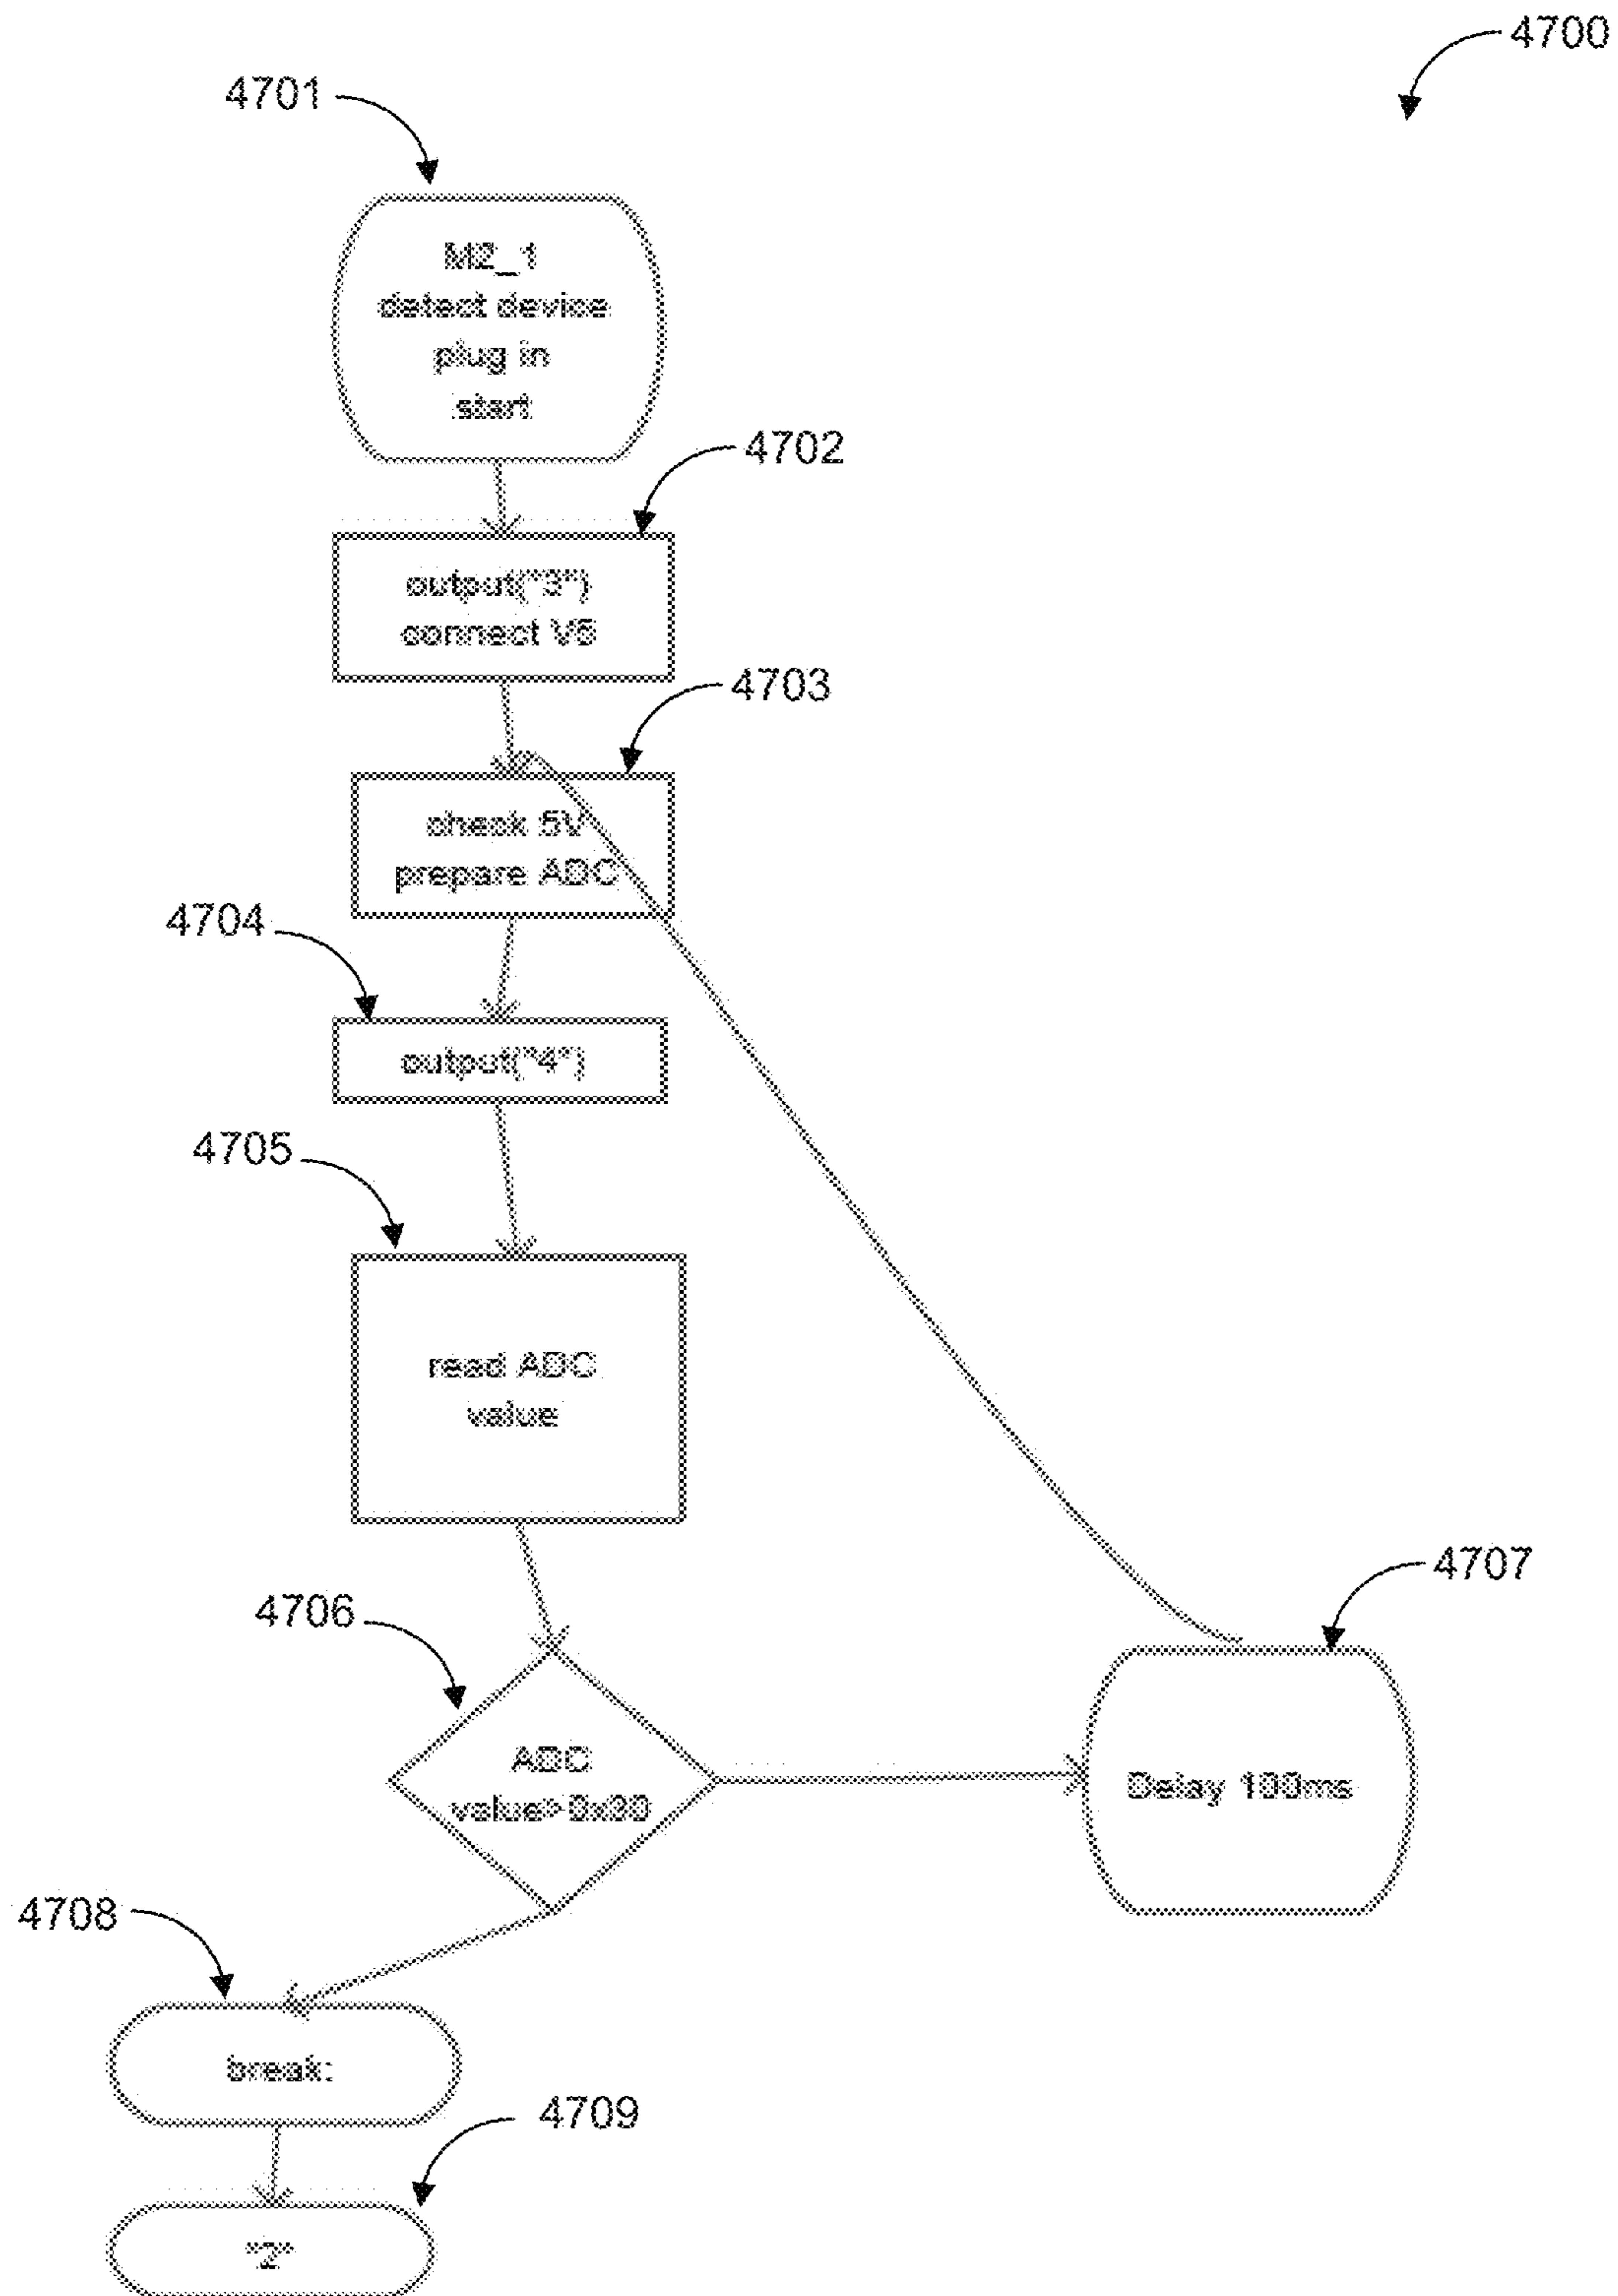 4700
4701
MZ_1
detect device
plug in
start
4702
output("3")
connect V5
4703
check 5V
prepare ADC
4704
output("4")
4705
read ADC
value
4706
ADC
value>0x30
4707
Delay 100ms
4708
break;
4709
"2"